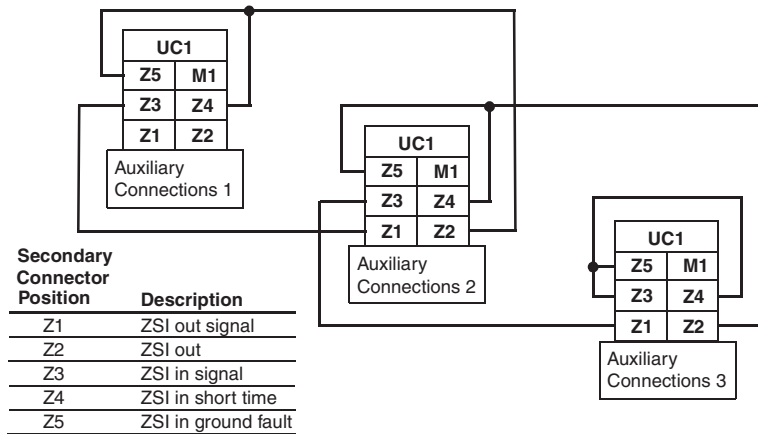 UC1
Z5 M1
Z3 Z4
Z1 Z2
Auxiliary
Connections 1
UC1
Z5 M1
Z3 Z4
Z1 Z2
Auxiliary
Connections 2
UC1
Z5 M1
Z3 Z4
Z1 Z2
Auxiliary
Connections 3
Secondary
Connector
Position Description
Z1 ZSI out signal
Z2 ZSI out
Z3 ZSI in signal
Z4 ZSI in short time
Z5 ZSI in ground fault